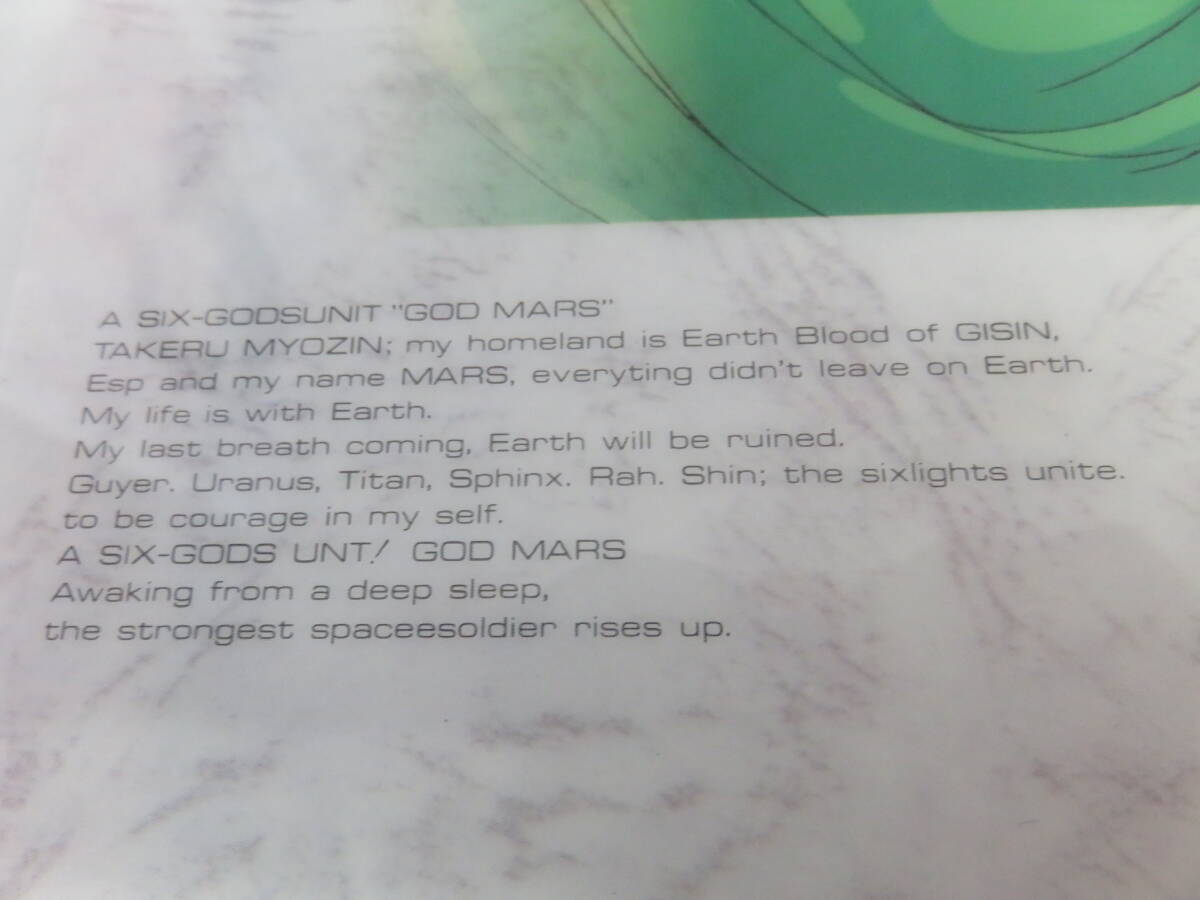 A SIX-GODSUNIT "GOD MARS"
TAKERU MYOZIN; my homeland is Earth Blood of GISIN,
Esp and my name MARS, everyting didn't leave on Earth.
My life is with Earth.
My last breath coming, Earth will be ruined.
Guyer. Uranus, Titan, Sphinx. Rah. Shin; the sixlights unite.
to be courage in my self.
A SIX-GODS UNT! GOD MARS
Awaking from a deep sleep,
the strongest spaceesoldier rises up.